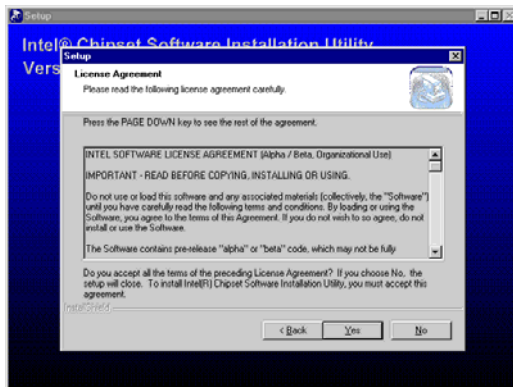 Setup
Intel® Chipset Software Installation Utility
Vers
Setup
License Agreement
Please read the following license agreement carefully.
Press the PAGE DOWN key to see the rest of the agreement.
INTEL SOFTWARE LICENSE AGREEMENT (Alpha / Beta, Organizational Use)
IMPORTANT - READ BEFORE COPYING, INSTALLING OR USING.
Do not use or load this software and any associated materials (collectively, the "Software")
until you have carefully read the following terms and conditions. By loading or using the
Software, you agree to the terms of this Agreement. If you do not wish to so agree, do not
install or use the Software.
The Software contains pre-release "alpha" or "beta" code, which may not be fully
Do you accept all the terms of the preceding License Agreement? If you choose No, the
setup will close. To install Intel(R) Chipset Software Installation Utility, you must accept this
agreement.
InstallShield
< Back
Yes
No